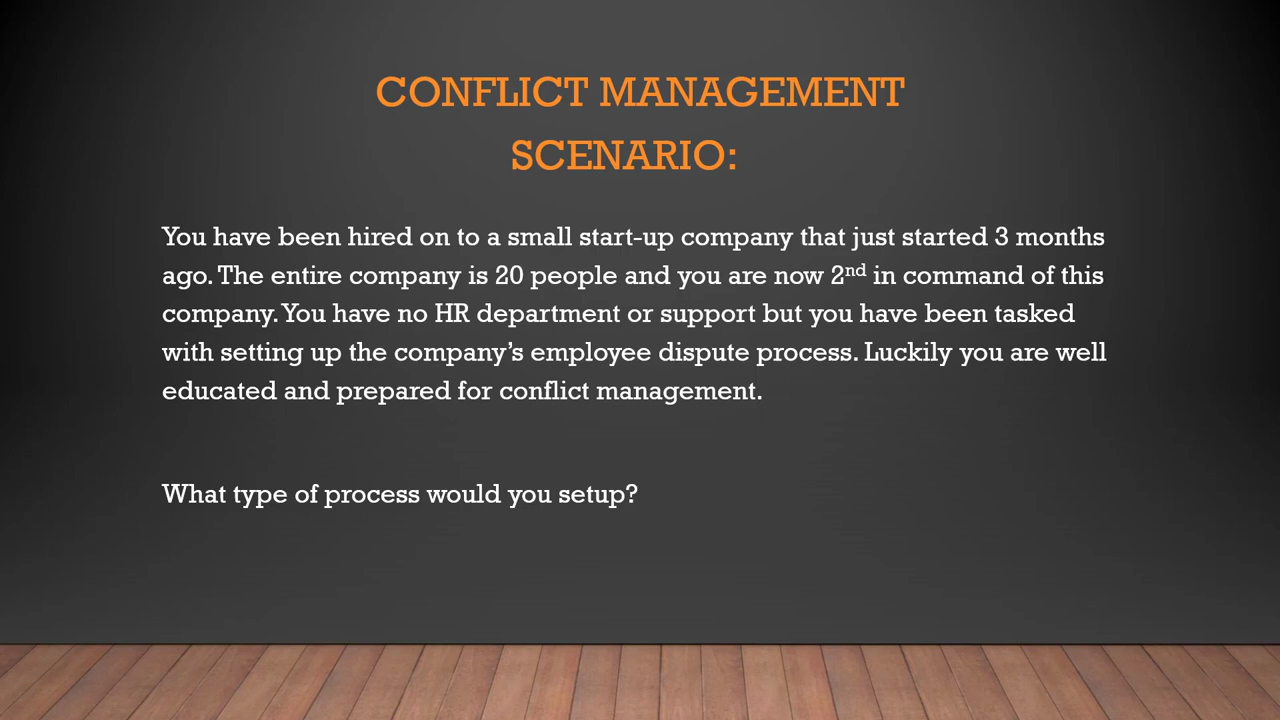 CONFLICT MANAGEMENT
SCENARIO:
You have been hired on to a small start-up company that just started 3 months
ago. The entire company is 20 people and you are now 2nd in command of this
company. You have no HR department or support but you have been tasked
with setting up the company's employee dispute process. Luckily you are well
educated and prepared for conflict management.
What type of process would you setup?